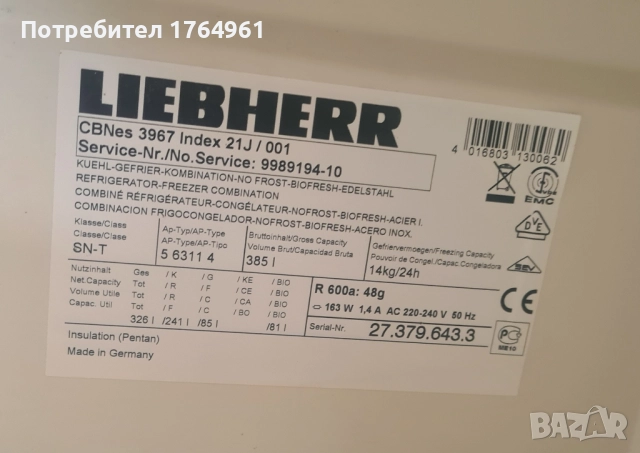 Потребител 1764961
LIEBHERR
CBNes 3967 Index 21J / 001
Service-Nr./No.Service: 9989194-10
KUEHL-GEFRIER-KOMBINATION-NO FROST-BIOFRESH-EDELSTAHL
REFRIGERATOR-FREEZER COMBINATION
COMBINÉ RÉFRIGÉRATEUR-CONGÉLATEUR-NOFROST-BIOFRESH-ACIER I.
COMBINACION FRIGOCONGELADOR-NOFROST-BIOFRESH-ACERO INOX.
4 016803 130062
EMC
Klasse/Class
Classe/Clase
SN-T
Ap-Typ/AP-Type
AP-Type/AP-Tipo
5 6311 4
Bruttoinhalt/Gross Capacity
Volume Brut/Capacidad Bruta
385 l
Gefriervermoegen/Freezing Capacity
Pouvoir de Congel./Capac.Congeladora
14kg/24h
DVE
SEV
Nutzinhalt Ges / K / G / KE / BIO
Net.Capacity Tot / R / F / CE / BIO
Volume Utile Tot / R / C / CA / BIO
Capac. Util Tot / F / C / BO / BIO
326 l /241 l /85 l /81 l
R 600a: 48g
163 W 1,4 A AC 220-240 V 50 Hz
Serial-Nr. 27.379.643.3
CE
Insulation (Pentan)
Made in Germany
BAZAR